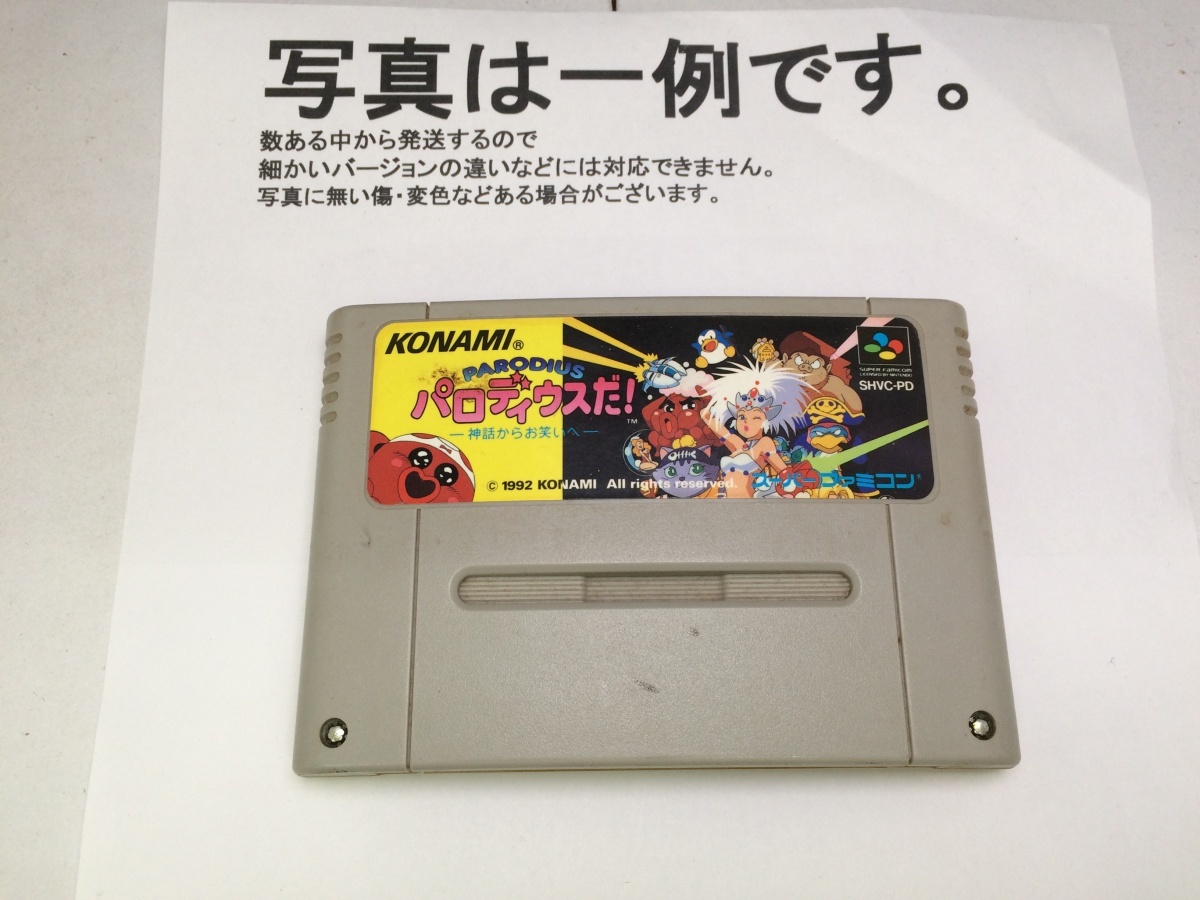 写真は一例です。
数ある中から発送するので
細かいバージョンの違いなどには対応できません。
写真に無い傷・変色などある場合がございます。
KONAMI®
PARODIUS
パロディウスだ!
TM
—神話からお笑いへ—
© 1992 KONAMI All rights reserved.
SUPER FAMICOM
LICENSED BY NINTENDO
SHVC-PD
スーパーファミコン